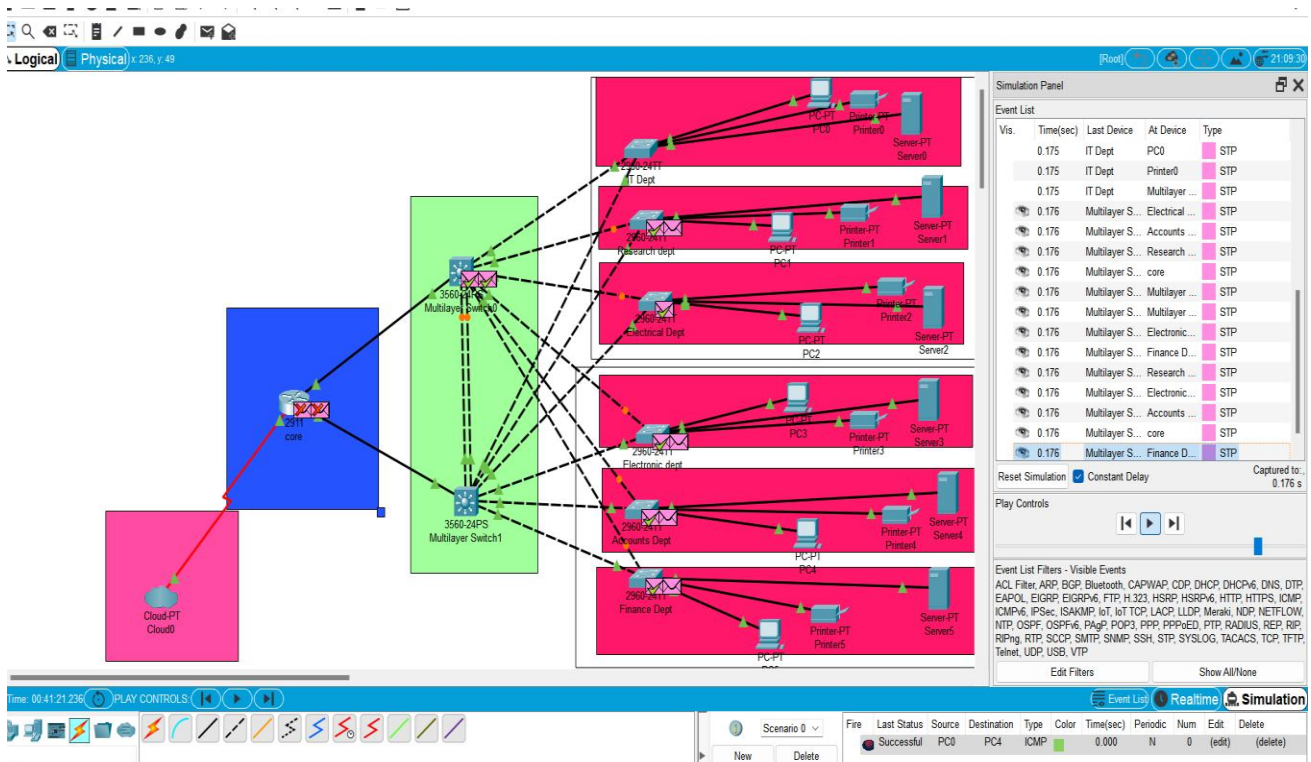 Logical
Physical
x: 236, y: 49
[Root]
21:09:30
PC-PT
PC0
Printer-PT
Printer0
Server-PT
Server0
2960-24TT
IT Dept
2960-24TT
Research dept
PC-PT
PC1
Printer-PT
Printer1
Server-PT
Server1
2960-24TT
Electrical Dept
PC-PT
PC2
Printer-PT
Printer2
Server-PT
Server2
3560-24PS
Multilayer Switch0
2911
core
3560-24PS
Multilayer Switch1
Cloud-PT
Cloud0
2960-24TT
Electronic dept
PC-PT
PC3
Printer-PT
Printer3
Server-PT
Server3
2960-24TT
Accounts Dept
PC-PT
PC4
Printer-PT
Printer4
Server-PT
Server4
2960-24TT
Finance Dept
PC-PT
Printer-PT
Printer5
Server-PT
Server5
Simulation Panel
Event List
Vis. Time(sec) Last Device At Device Type
0.175 IT Dept PC0 STP
0.175 IT Dept Printer0 STP
0.175 IT Dept Multilayer ... STP
0.176 Multilayer S... Electrical ... STP
0.176 Multilayer S... Accounts ... STP
0.176 Multilayer S... Research ... STP
0.176 Multilayer S... core STP
0.176 Multilayer S... Multilayer ... STP
0.176 Multilayer S... Multilayer ... STP
0.176 Multilayer S... Electronic... STP
0.176 Multilayer S... Finance D... STP
0.176 Multilayer S... Research ... STP
0.176 Multilayer S... Electronic... STP
0.176 Multilayer S... Accounts ... STP
0.176 Multilayer S... core STP
0.176 Multilayer S... Finance D... STP
Reset Simulation Constant Delay Captured to:
0.176 s
Play Controls
Event List Filters - Visible Events
ACL Filter, ARP, BGP, Bluetooth, CAPWAP, CDP, DHCP, DHCPv6, DNS, DTP,
EAPOL, EIGRP, EIGRPv6, FTP, H.323, HSRP, HSRPv6, HTTP, HTTPS, ICMP,
ICMPv6, IPSec, ISAKMP, IoT, IoT TCP, LACP, LLDP, Meraki, NDP, NETFLOW,
NTP, OSPF, OSPFv6, PAgP, POP3, PPP, PPPoED, PTP, RADIUS, REP, RIP,
RIPng, RTP, SCCP, SMTP, SNMP, SSH, STP, SYSLOG, TACACS, TCP, TFTP,
Telnet, UDP, USB, VTP
Edit Filters Show All/None
Time: 00:41:21.236 PLAY CONTROLS:
Event List Realtime Simulation
Scenario 0
New Delete
Fire Last Status Source Destination Type Color Time(sec) Periodic Num Edit Delete
Successful PC0 PC4 ICMP 0.000 N 0 (edit) (delete)